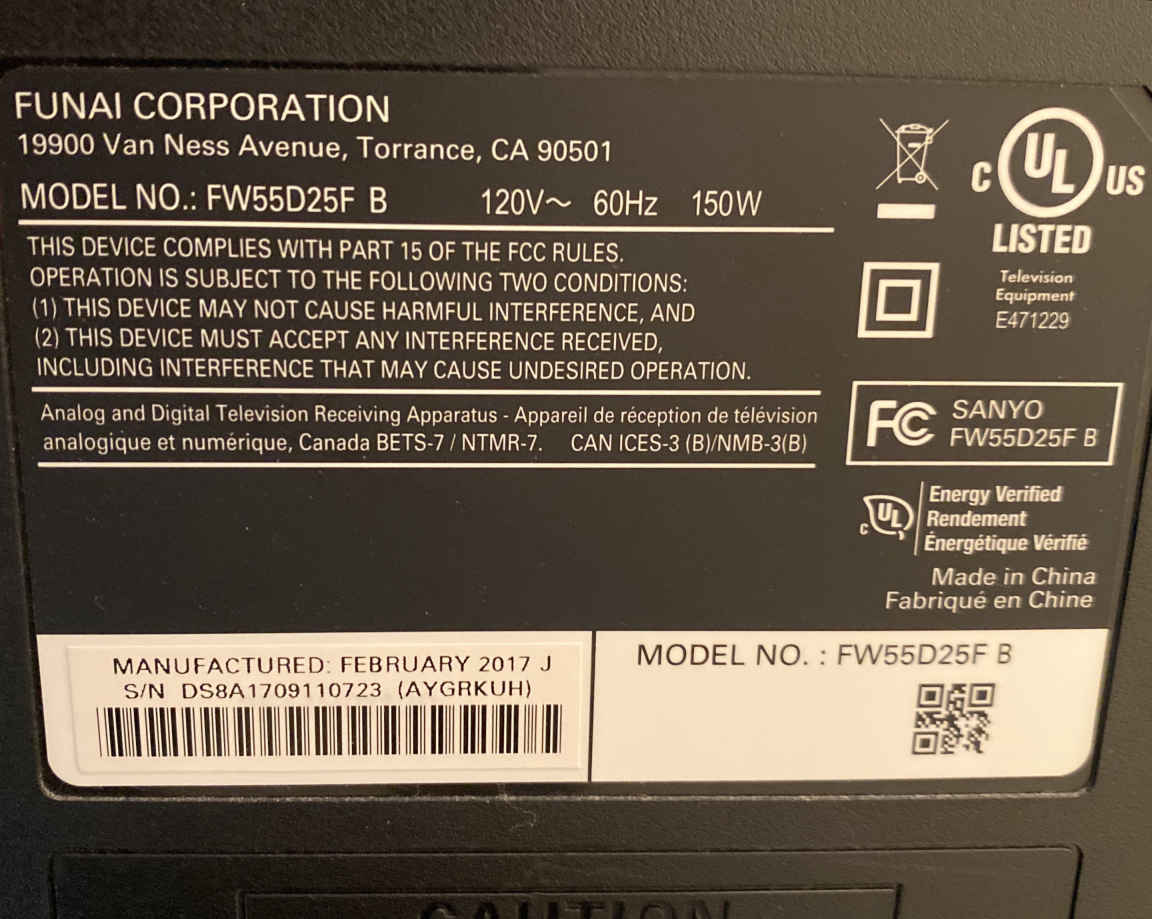 FUNAI CORPORATION
19900 Van Ness Avenue, Torrance, CA 90501
MODEL NO.: FW55D25F B 120V～ 60Hz 150W
THIS DEVICE COMPLIES WITH PART 15 OF THE FCC RULES.
OPERATION IS SUBJECT TO THE FOLLOWING TWO CONDITIONS:
(1) THIS DEVICE MAY NOT CAUSE HARMFUL INTERFERENCE, AND
(2) THIS DEVICE MUST ACCEPT ANY INTERFERENCE RECEIVED,
INCLUDING INTERFERENCE THAT MAY CAUSE UNDESIRED OPERATION.
Analog and Digital Television Receiving Apparatus - Appareil de réception de télévision
analogique et numérique, Canada BETS-7 / NTMR-7. CAN ICES-3 (B)/NMB-3(B)
C UL US
LISTED
Television
Equipment
E471229
FC SANYO
FW55D25F B
C UL Energy Verified
Rendement
Énergétique Vérifié
Made in China
Fabriqué en Chine
MANUFACTURED: FEBRUARY 2017 J
S/N DS8A1709110723 (AYGRKUH)
MODEL NO. : FW55D25F B
CAUTION